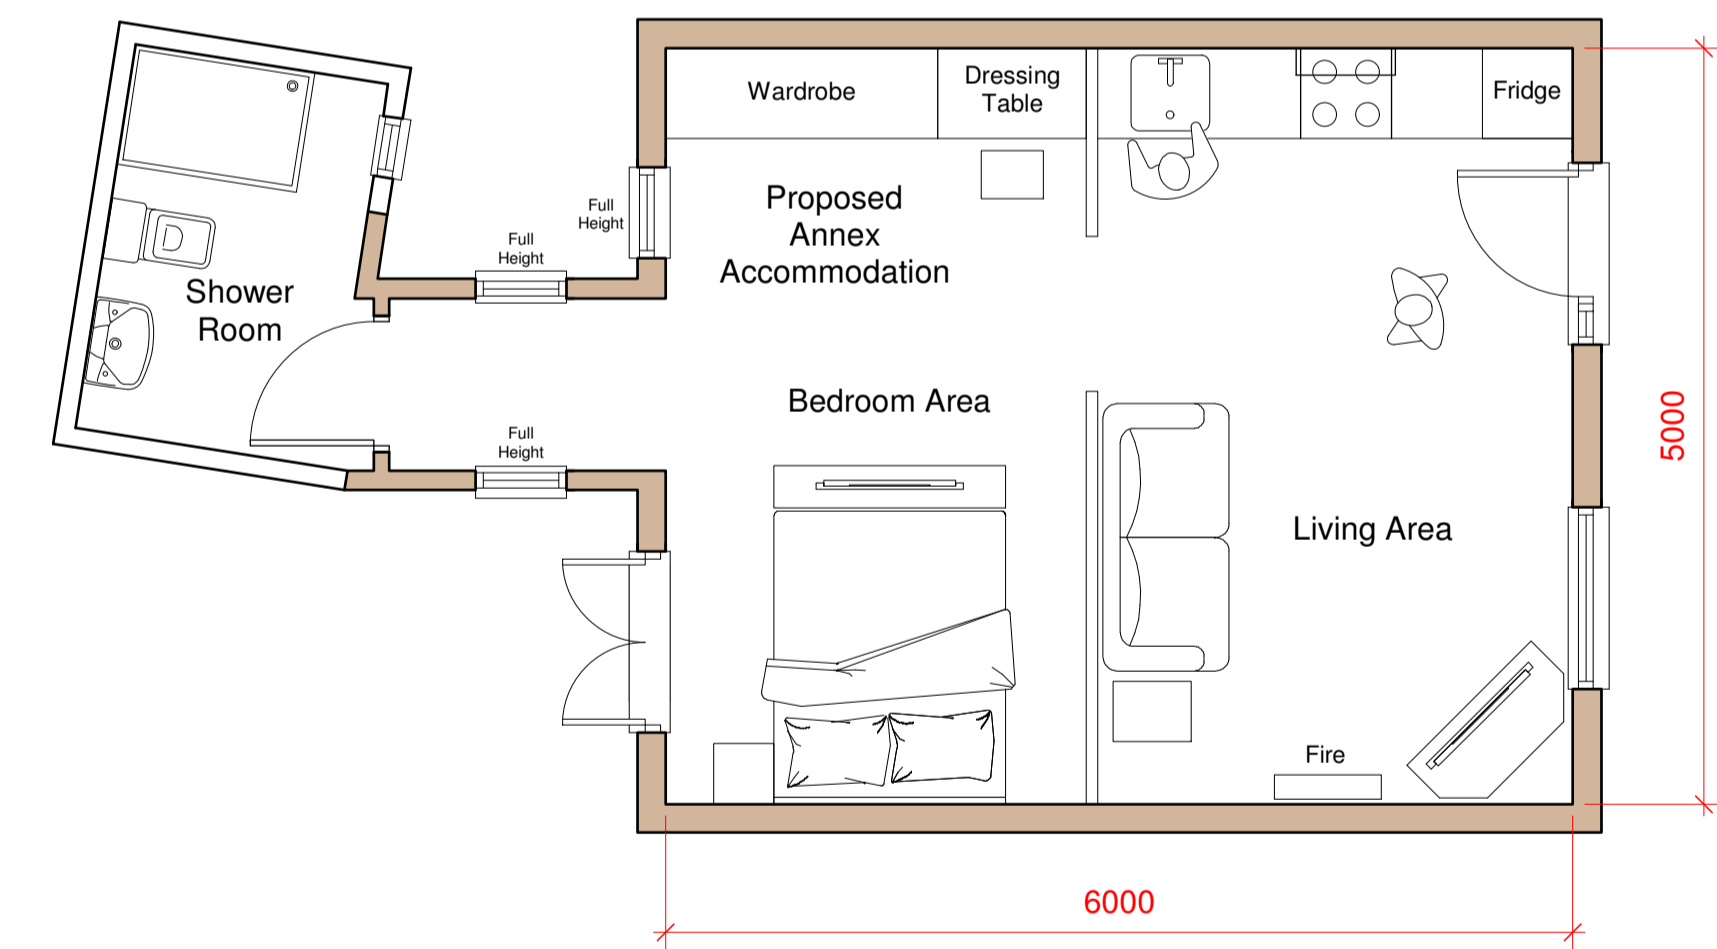 Wardrobe
Dressing
Table
Fridge
Proposed
Annex
Accommodation
Full
Height
Full
Height
Shower
Room
Bedroom Area
Full
Height
Living Area
Fire
5000
6000